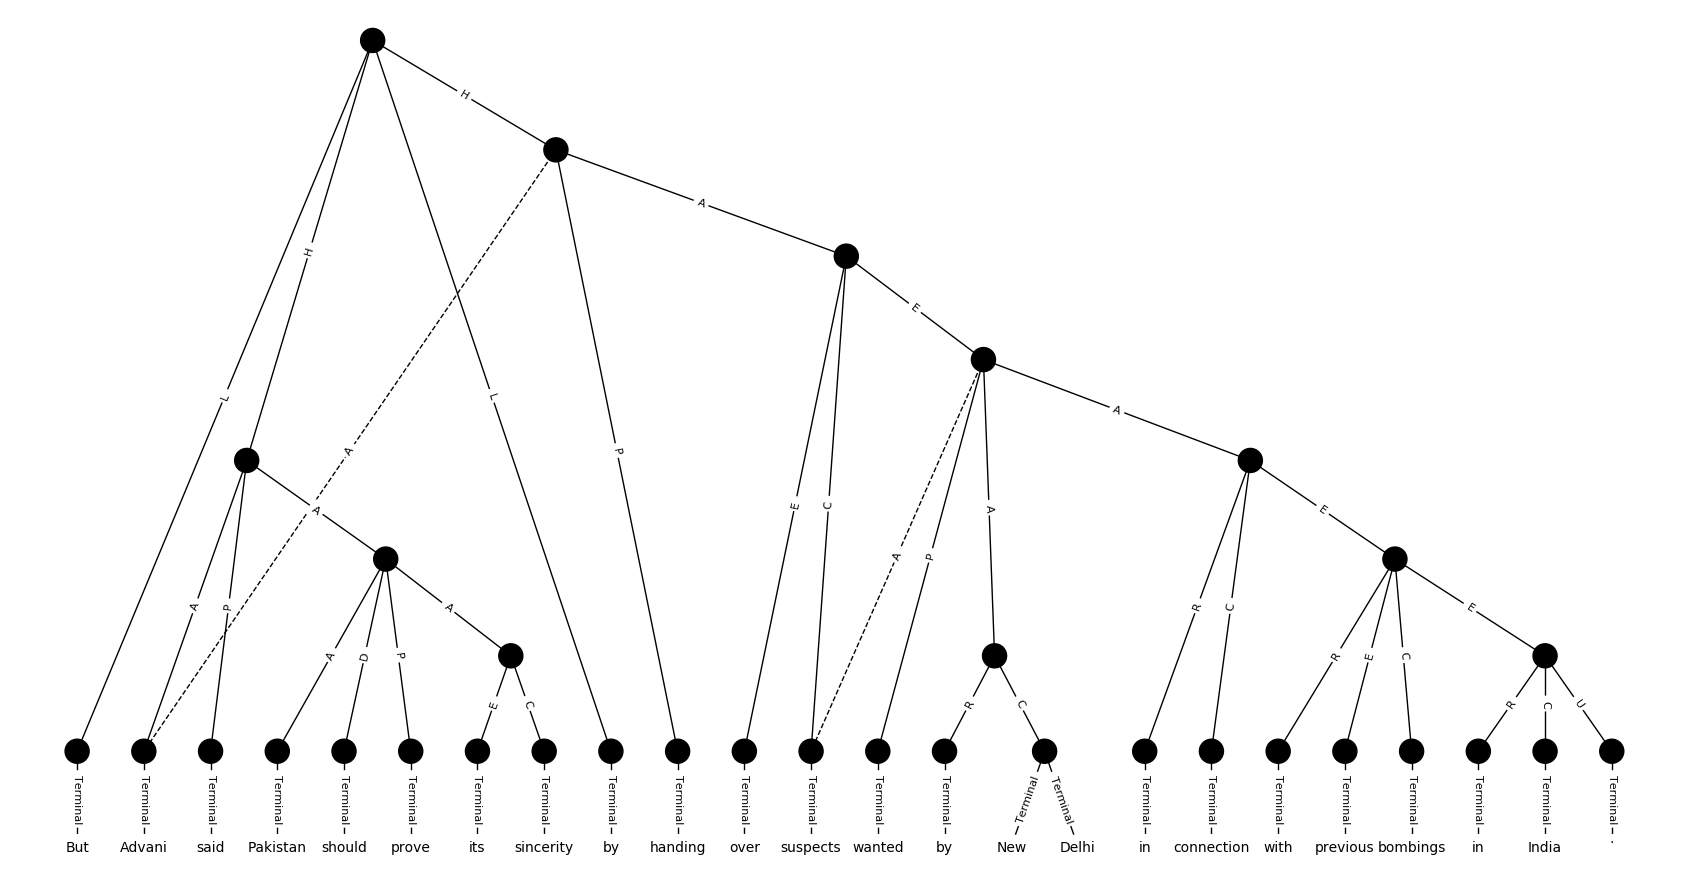 H
A
H
E
A
L
L
A
P
E
C
A
A
E
A
P
A
P
A
R
C
E
A
D
P
A
E
C
R
C
R
E
C
R
C
U
Terminal Terminal Terminal Terminal Terminal Terminal Terminal Terminal Terminal Terminal Terminal Terminal Terminal Terminal Terminal Terminal Terminal Terminal Terminal Terminal Terminal Terminal Terminal Terminal
But Advani said Pakistan should prove its sincerity by handing over suspects wanted by New Delhi in connection with previous bombings in India .